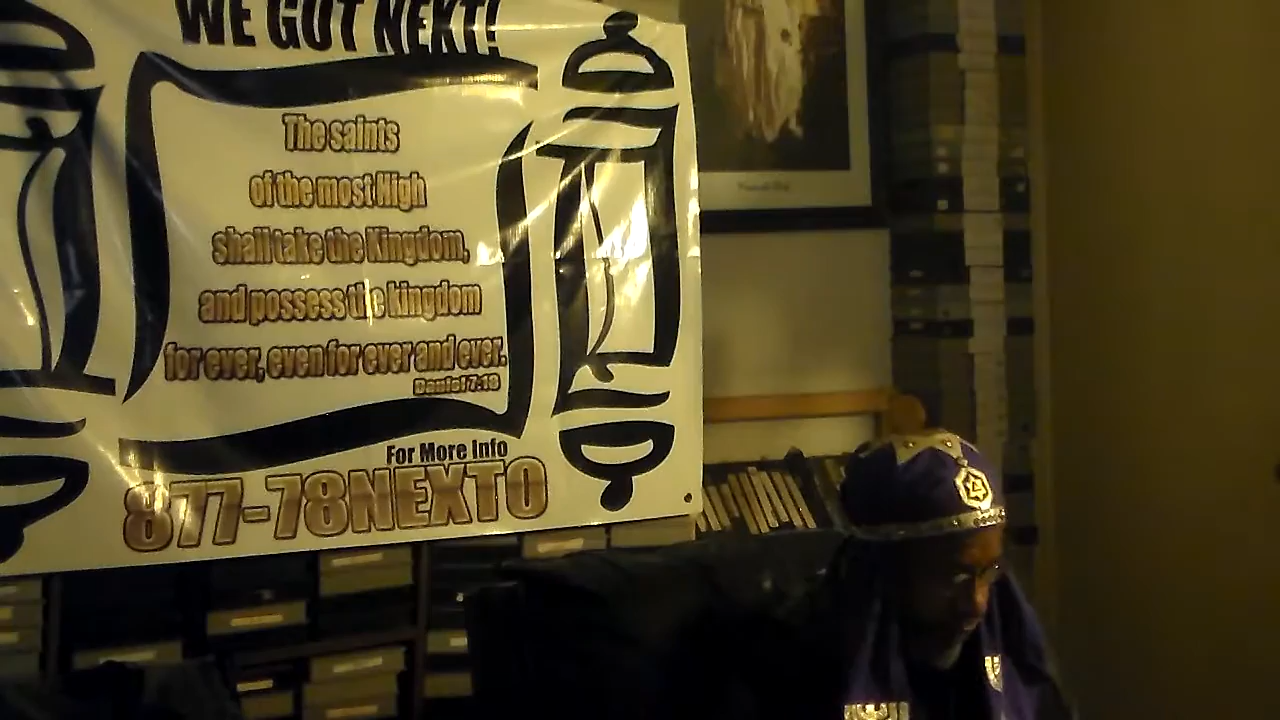 WE GOT NEXT!
The saints
of the most High
shall take the Kingdom,
and possess the kingdom
for ever, even for ever and ever.
Daniel 7:18
For More Info
877-78NEXT0